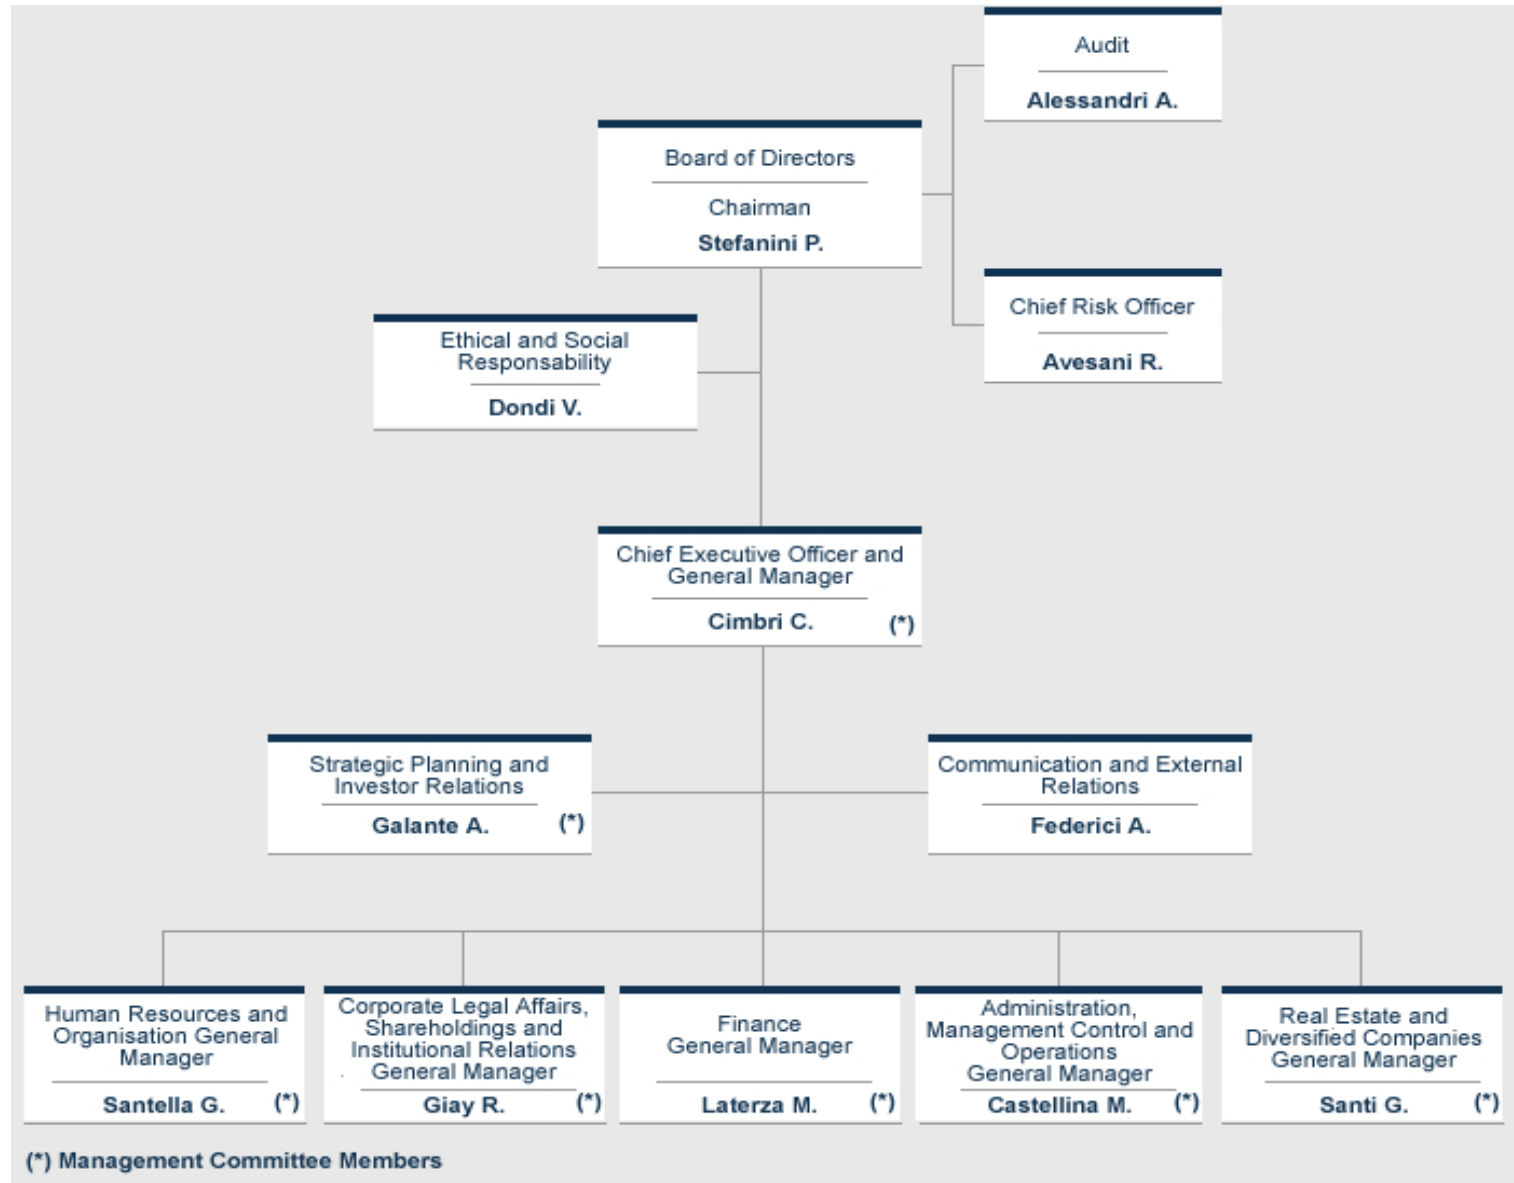 Audit
Alessandri A.
Board of Directors
Chairman
Stefanini P.
Chief Risk Officer
Avesani R.
Ethical and Social
Responsability
Dondi V.
Chief Executive Officer and
General Manager
Cimbri C. (*)
Strategic Planning and
Investor Relations
Galante A. (*)
Communication and External
Relations
Federici A.
Human Resources and
Organisation General
Manager
Santella G. (*)
Corporate Legal Affairs,
Shareholdings and
Institutional Relations
General Manager
Giay R. (*)
Finance
General Manager
Laterza M. (*)
Administration,
Management Control and
Operations
General Manager
Castellina M. (*)
Real Estate and
Diversified Companies
General Manager
Santi G. (*)
(*) Management Committee Members